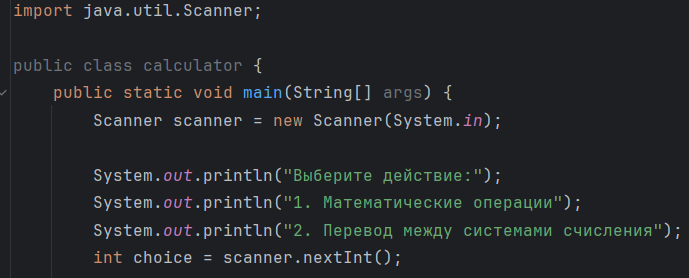 import java.util.Scanner;
public class calculator {
public static void main(String[] args) {
Scanner scanner = new Scanner(System.in);
System.out.println("Выберите действие:");
System.out.println("1. Математические операции");
System.out.println("2. Перевод между системами счисления");
int choice = scanner.nextInt();